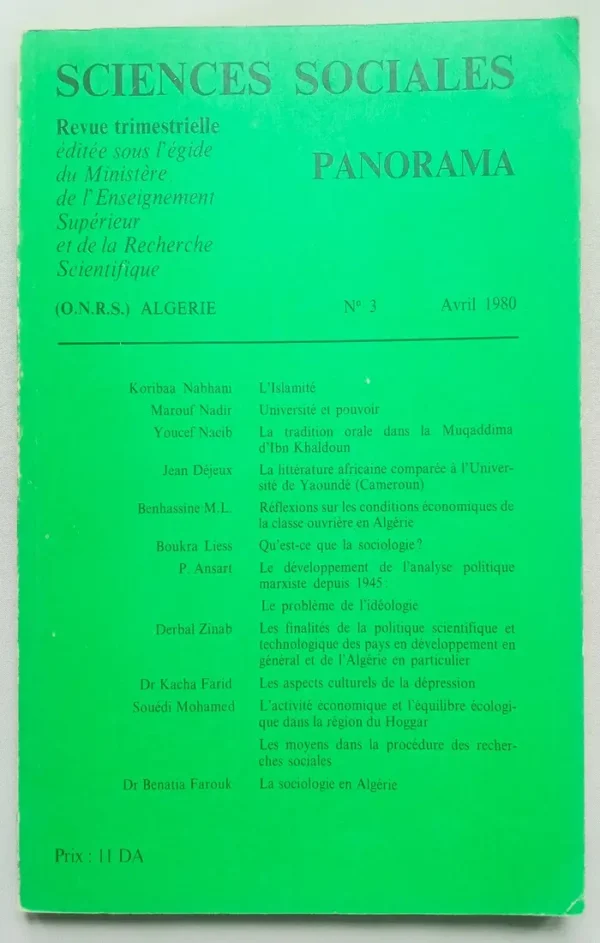 SCIENCES SOCIALES
Revue trimestrielle
éditée sous l'égide
du Ministère
de l'Enseignement
Supérieur
et de la Recherche
Scientifique
PANORAMA
(O.N.R.S.) ALGERIE N° 3 Avril 1980
Koribaa Nabhani L'Islamité
Marouf Nadir Université et pouvoir
Youcef Nacib La tradition orale dans la Muqaddima
d'Ibn Khaldoun
Jean Déjeux La littérature africaine comparée à l'Univer-
sité de Yaoundé (Cameroun)
Benhassine M.L. Réflexions sur les conditions économiques de
la classe ouvrière en Algérie
Boukra Liess Qu'est-ce que la sociologie?
P. Ansart Le développement de l'analyse politique
marxiste depuis 1945:
Le problème de l'idéologie
Derbal Zinab Les finalités de la politique scientifique et
technologique des pays en développement en
général et de l'Algérie en particulier
Dr Kacha Farid Les aspects culturels de la dépression
Souédi Mohamed L'activité économique et l'équilibre écologi-
que dans la région du Hoggar
Les moyens dans la procédure des recher-
ches sociales
Dr Benatia Farouk La sociologie en Algérie
Prix : 11 DA